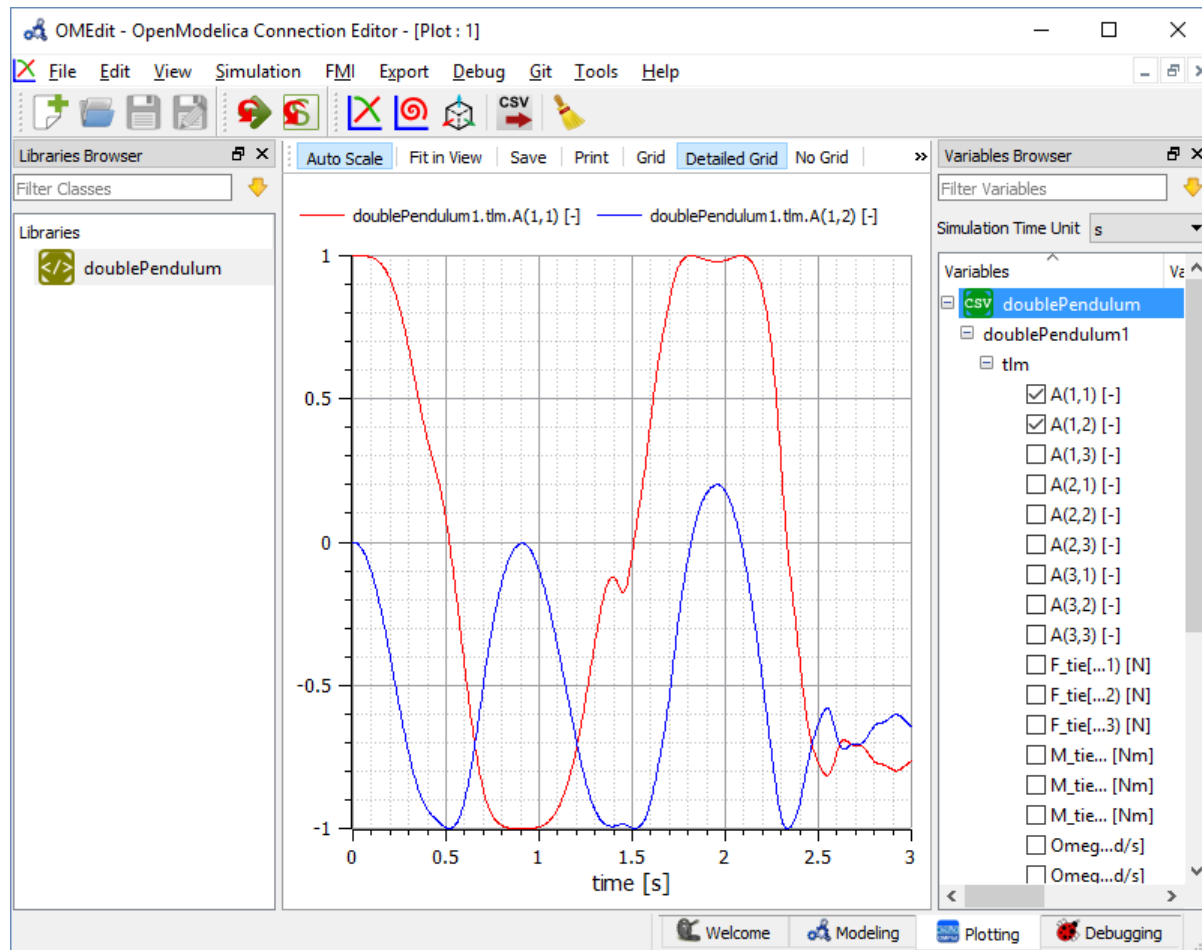 OMEdit - OpenModelica Connection Editor - [Plot : 1]
File Edit View Simulation FMI Export Debug Git Tools Help
CSV
Libraries Browser
Filter Classes
Libraries
doublePendulum
Auto Scale Fit in View Save Print Grid Detailed Grid No Grid »
doublePendulum1.tlm.A(1,1) [-] doublePendulum1.tlm.A(1,2) [-]
1
0.5
0
-0.5
-1
0 0.5 1 1.5 2 2.5 3
time [s]
Variables Browser
Filter Variables
Simulation Time Unit s
Variables Va
CSV doublePendulum
doublePendulum1
tlm
A(1,1) [-]
A(1,2) [-]
A(1,3) [-]
A(2,1) [-]
A(2,2) [-]
A(2,3) [-]
A(3,1) [-]
A(3,2) [-]
A(3,3) [-]
F_tie[...1) [N]
F_tie[...2) [N]
F_tie[...3) [N]
M_tie... [Nm]
M_tie... [Nm]
M_tie... [Nm]
Omeg...d/s]
Omeg...d/s]
Welcome Modeling Plotting Debugging